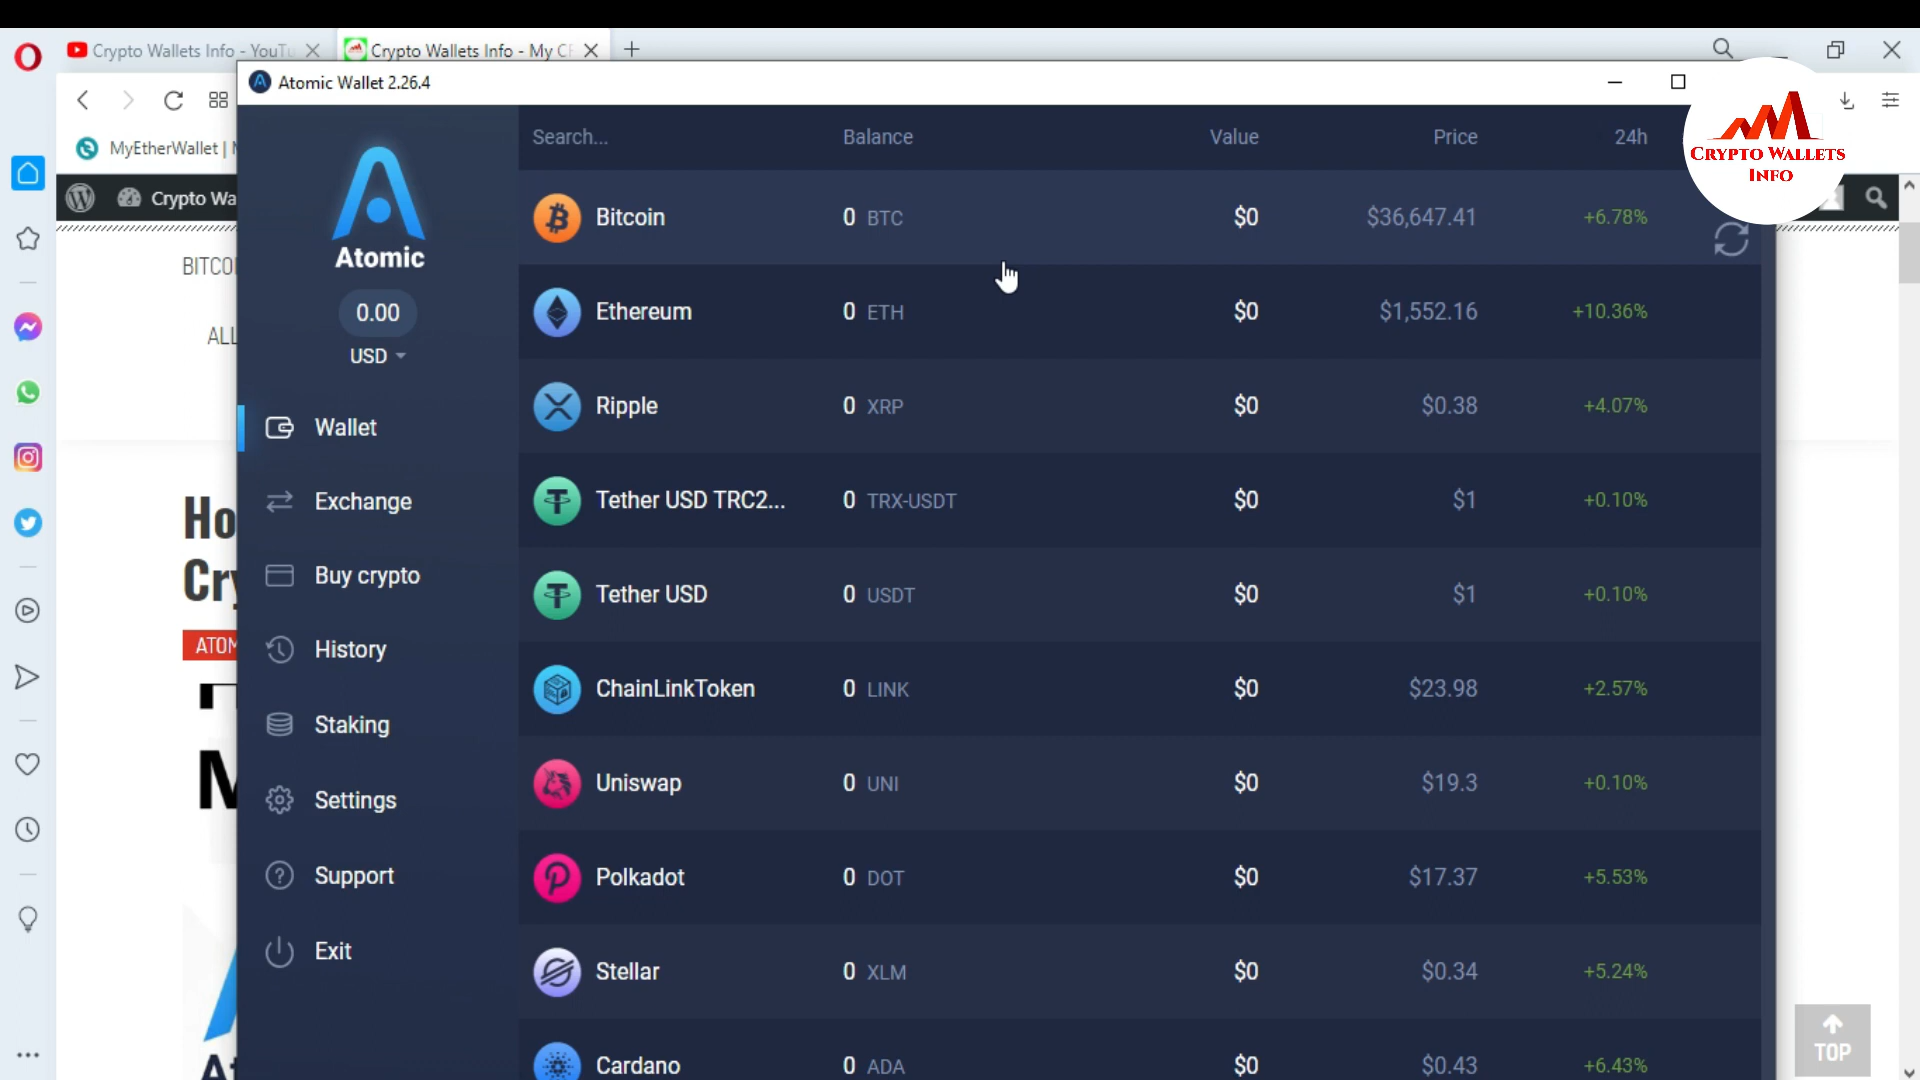 Crypto Wallets Info - YouTu
Crypto Wallets Info - My C
Atomic Wallet 2.26.4
MyEtherWallet |
CRYPTO WALLETS
INFO
Crypto Wa
BITCO
ALL
Ho
Cry
ATOM
M
At
Atomic
0.00
USD
Wallet
Exchange
Buy crypto
History
Staking
Settings
Support
Exit
Search... Balance Value Price 24h
Bitcoin 0 BTC $0 $36,647.41 +6.78%
Ethereum 0 ETH $0 $1,552.16 +10.36%
Ripple 0 XRP $0 $0.38 +4.07%
Tether USD TRC2... 0 TRX-USDT $0 $1 +0.10%
Tether USD 0 USDT $0 $1 +0.10%
ChainLinkToken 0 LINK $0 $23.98 +2.57%
Uniswap 0 UNI $0 $19.3 +0.10%
Polkadot 0 DOT $0 $17.37 +5.53%
Stellar 0 XLM $0 $0.34 +5.24%
Cardano 0 ADA $0 $0.43 +6.43%
TOP